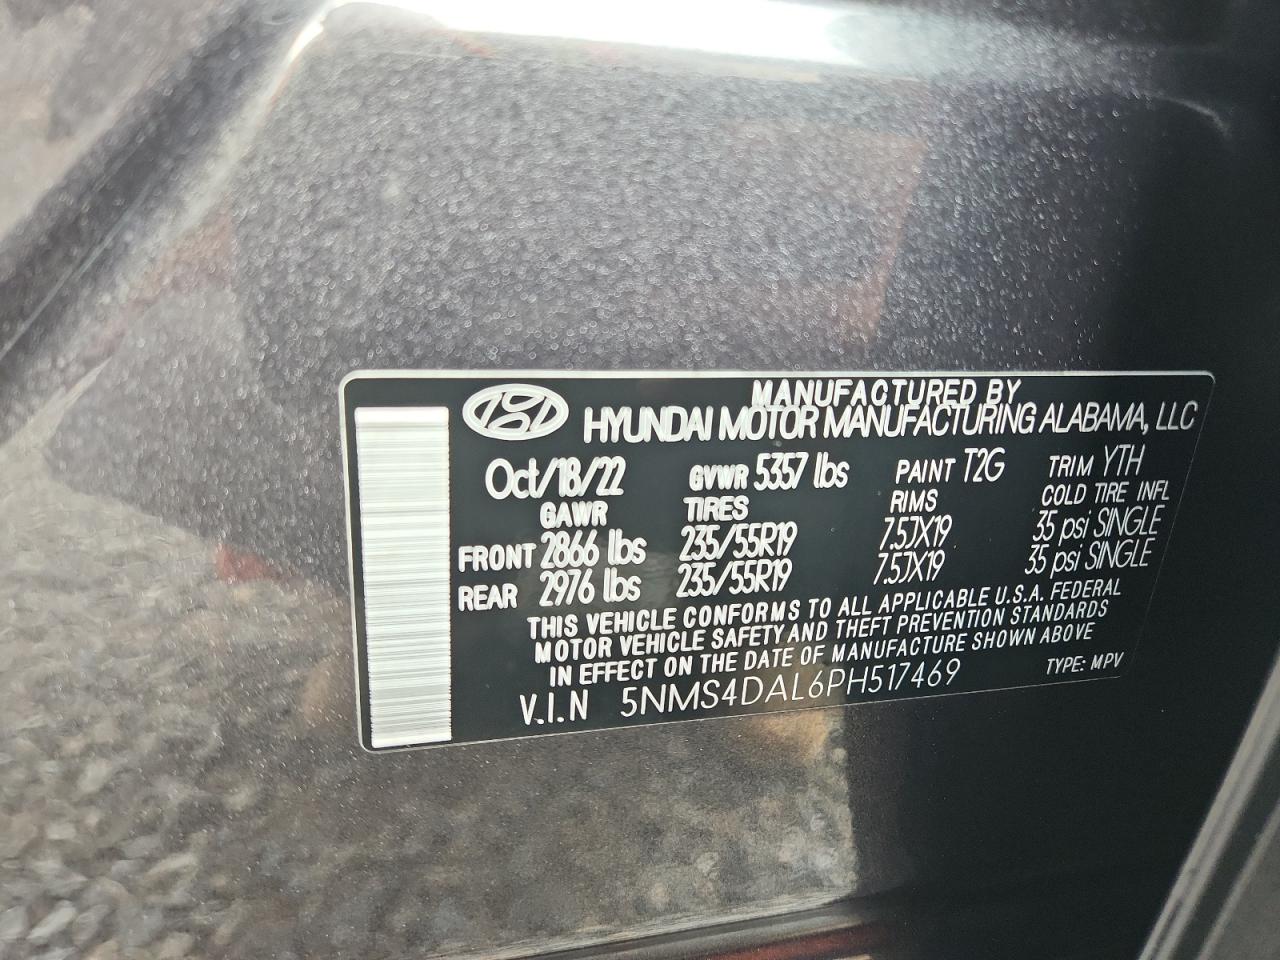 MANUFACTURED BY
HYUNDAI MOTOR MANUFACTURING ALABAMA, LLC
Oct/18/22 GVWR 5357 lbs PAINT T2G TRIM YTH
GAWR TIRES RIMS COLD TIRE INFL
FRONT 2866 lbs 235/55R19 7.5JX19 35 psi SINGLE
REAR 2976 lbs 235/55R19 7.5JX19 35 psi SINGLE
THIS VEHICLE CONFORMS TO ALL APPLICABLE U.S.A. FEDERAL
MOTOR VEHICLE SAFETY AND THEFT PREVENTION STANDARDS
IN EFFECT ON THE DATE OF MANUFACTURE SHOWN ABOVE
V.I.N 5NMS4DAL6PH517469 TYPE: MPV